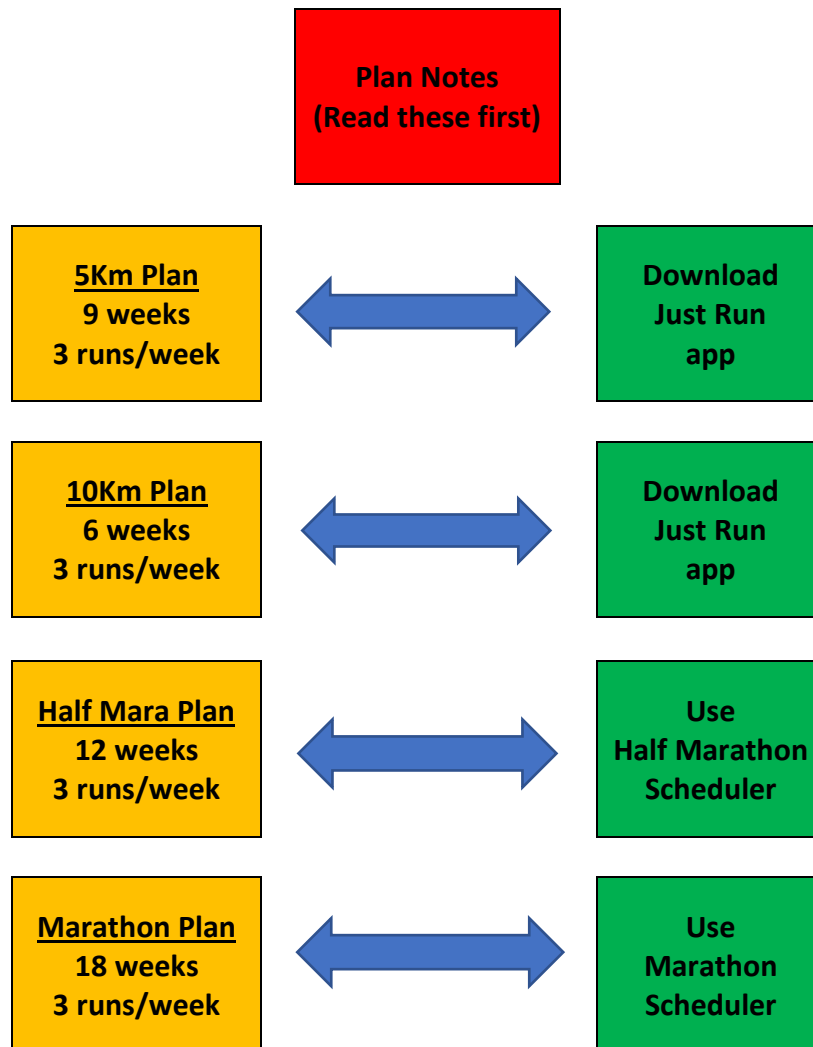 Plan Notes
(Read these first)
5Km Plan
9 weeks
3 runs/week
Download
Just Run
app
10Km Plan
6 weeks
3 runs/week
Download
Just Run
app
Half Mara Plan
12 weeks
3 runs/week
Use
Half Marathon
Scheduler
Marathon Plan
18 weeks
3 runs/week
Use
Marathon
Scheduler